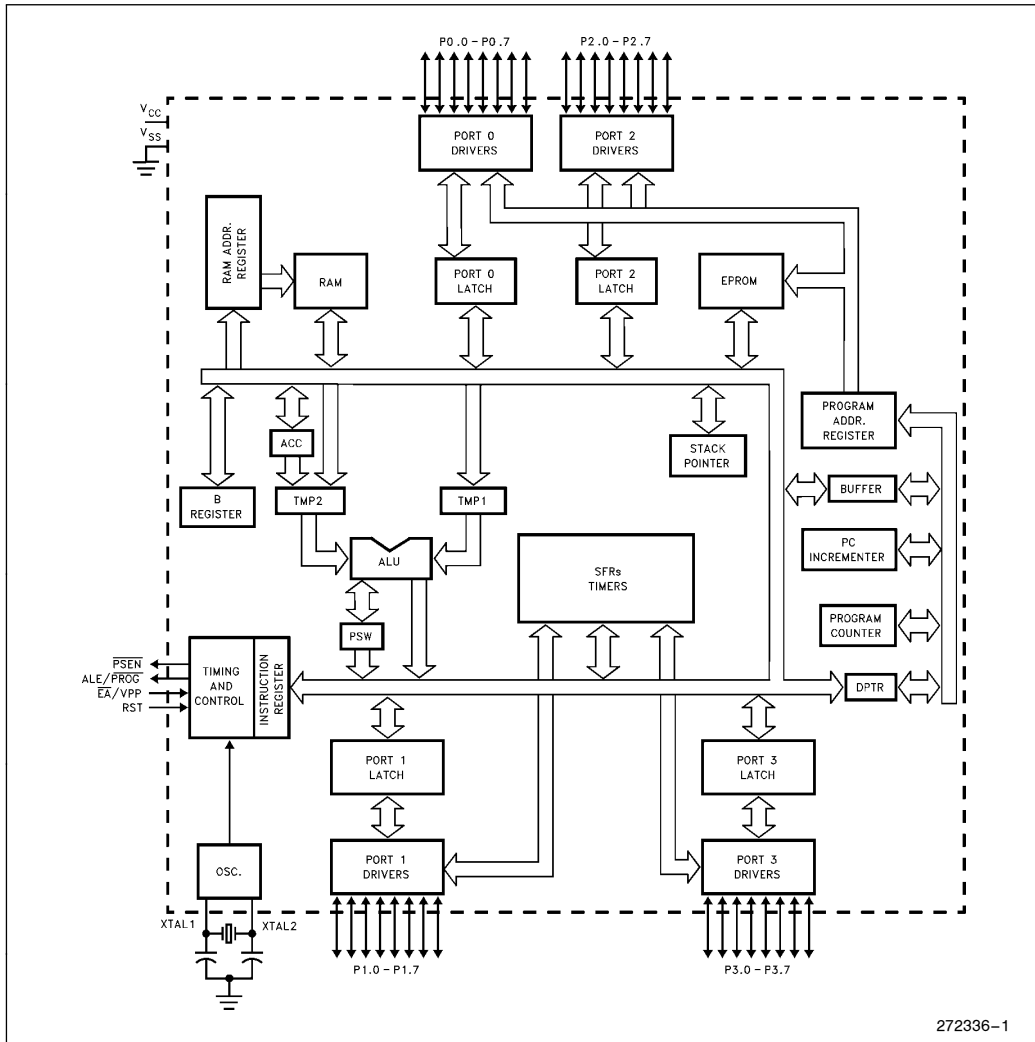 P0.0 – P0.7
P2.0 – P2.7
VCC
VSS
PORT 0
DRIVERS
PORT 2
DRIVERS
RAM ADDR.
REGISTER
RAM
PORT 0
LATCH
PORT 2
LATCH
EPROM
PROGRAM
ADDR.
REGISTER
ACC
STACK
POINTER
B
REGISTER
TMP2
TMP1
BUFFER
ALU
SFRs
TIMERS
PC
INCREMENTER
PSW
PROGRAM
COUNTER
PSEN
ALE/PROG
EA/VPP
RST
TIMING
AND
CONTROL
INSTRUCTION
REGISTER
DPTR
PORT 1
LATCH
PORT 3
LATCH
OSC.
PORT 1
DRIVERS
PORT 3
DRIVERS
XTAL1
XTAL2
P1.0 – P1.7
P3.0 – P3.7
272336–1